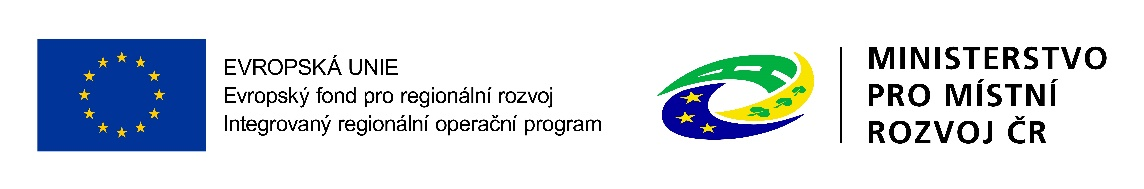 EVROPSKÁ UNIE
Evropský fond pro regionální rozvoj
Integrovaný regionální operační program
MINISTERSTVO
PRO MÍSTNÍ
ROZVOJ ČR